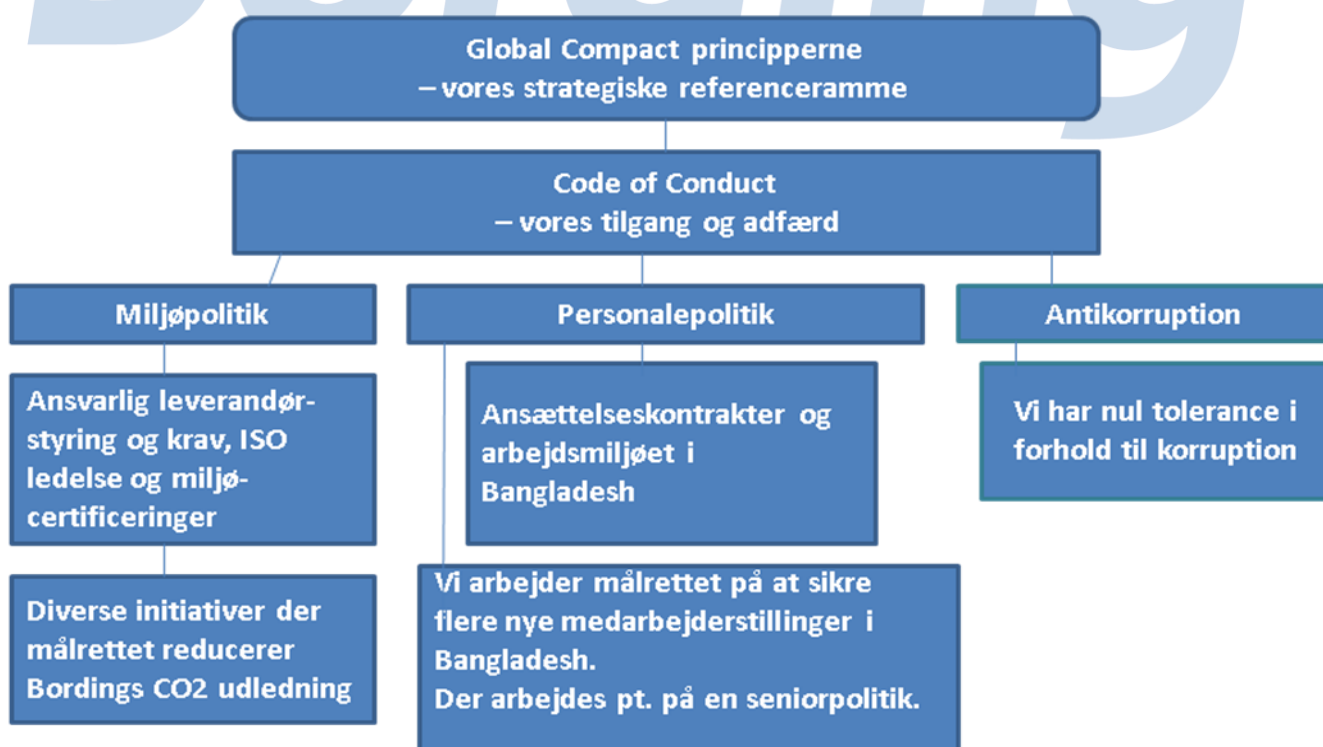 Bording
Global Compact principperne
– vores strategiske referenceramme
Code of Conduct
– vores tilgang og adfærd
Miljøpolitik
Ansvarlig leverandør-
styring og krav, ISO
ledelse og miljø-
certificeringer
Diverse initiativer der
målrettet reducerer
Bordings CO2 udledning
Personalepolitik
Ansættelseskontrakter og
arbejdsmiljøet i
Bangladesh
Vi arbejder målrettet på at sikre
flere nye medarbejderstillinger i
Bangladesh.
Der arbejdes pt. på en seniorpolitik.
Antikorruption
Vi har nul tolerance i
forhold til korruption